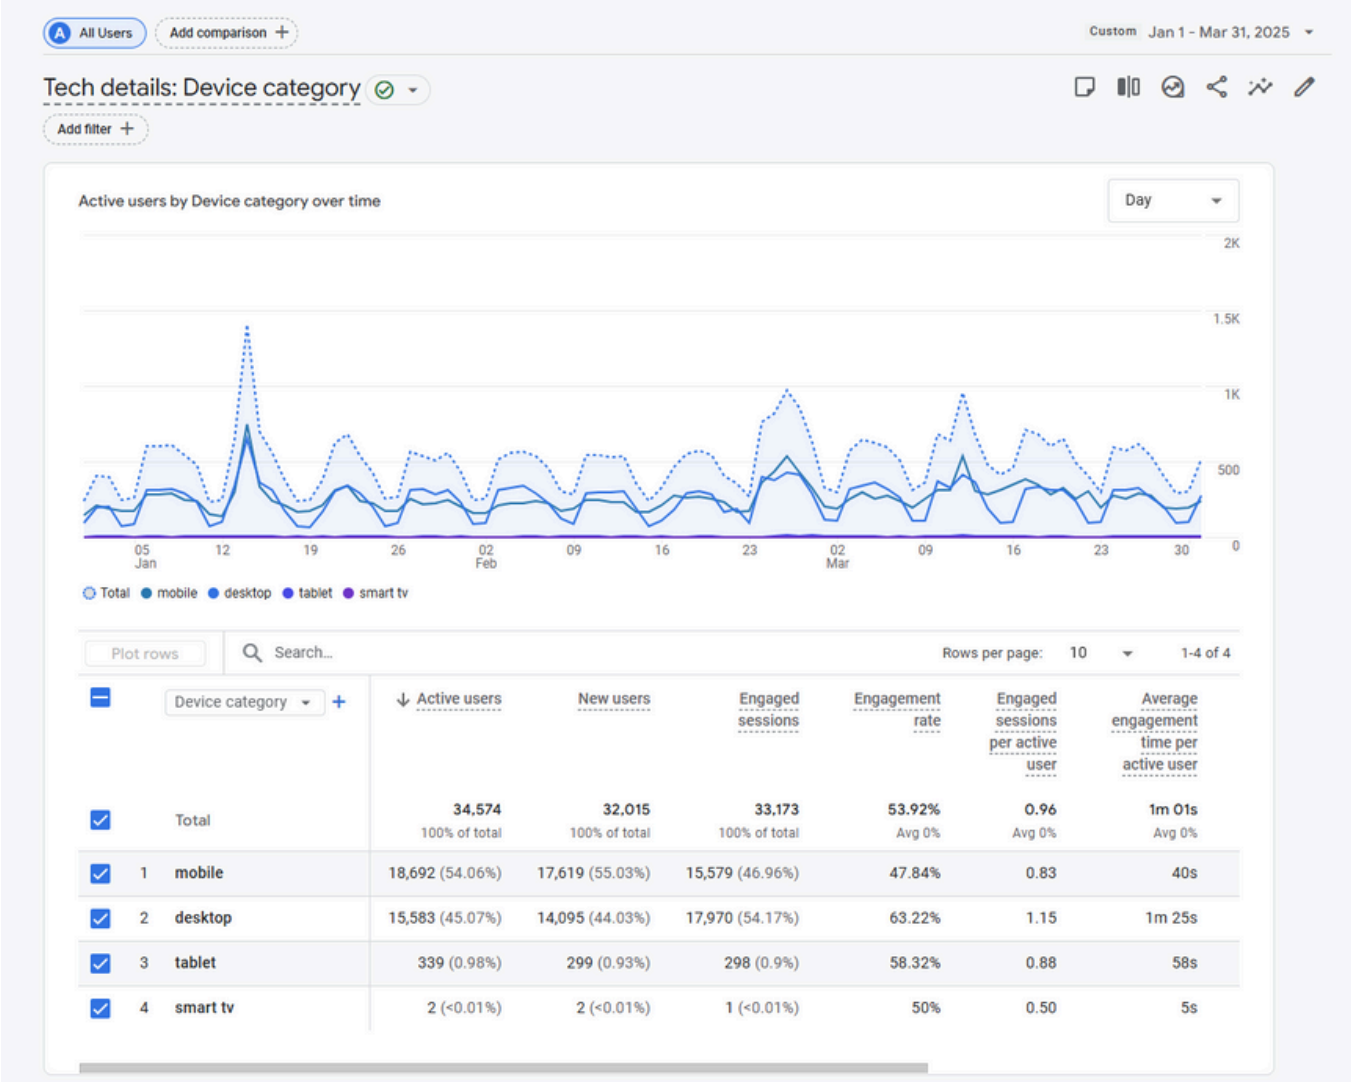 A All Users Add comparison + Custom Jan 1 - Mar 31, 2025
Tech details: Device category
Add filter +
Active users by Device category over time Day
2K
1.5K
1K
500
0
05 12 19 26 02 09 16 23 02 09 16 23 30
Jan Feb Mar
Total mobile desktop tablet smart tv
Plot rows Search... Rows per page: 10 1-4 of 4
Device category + ↓ Active users New users Engaged Engagement Engaged Average
sessions rate sessions engagement
per active time per
user active user
Total 34,574 32,015 33,173 53.92% 0.96 1m 01s
100% of total 100% of total 100% of total Avg 0% Avg 0% Avg 0%
1 mobile 18,692 (54.06%) 17,619 (55.03%) 15,579 (46.96%) 47.84% 0.83 40s
2 desktop 15,583 (45.07%) 14,095 (44.03%) 17,970 (54.17%) 63.22% 1.15 1m 25s
3 tablet 339 (0.98%) 299 (0.93%) 298 (0.9%) 58.32% 0.88 58s
4 smart tv 2 (<0.01%) 2 (<0.01%) 1 (<0.01%) 50% 0.50 5s